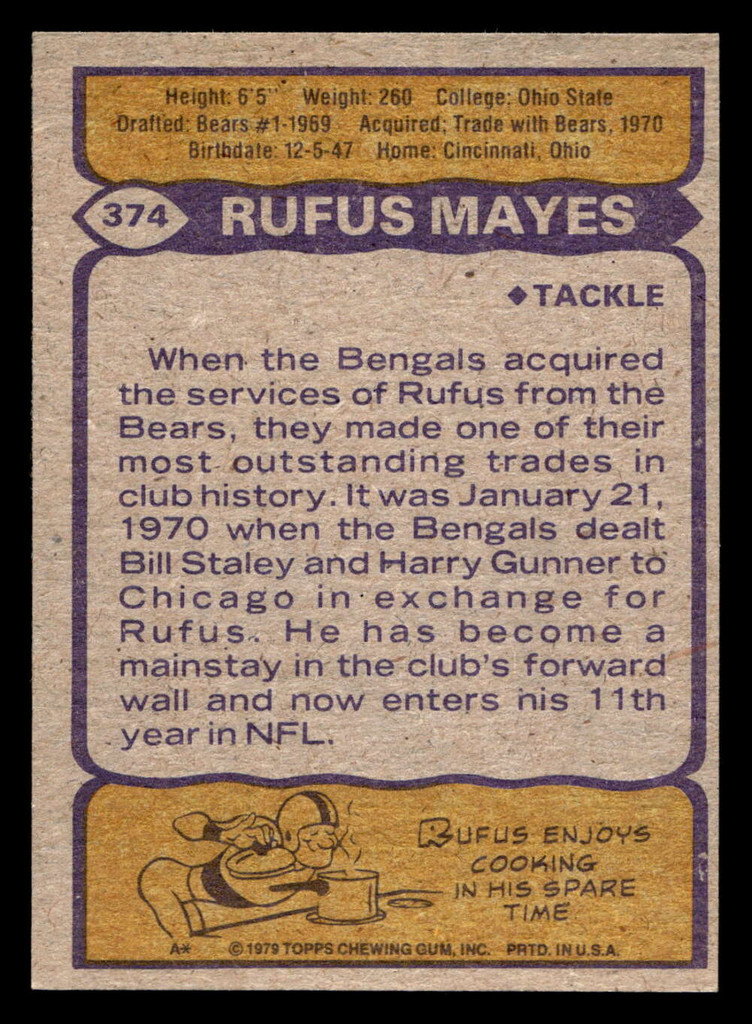 Height: 6'5" Weight: 260 College: Ohio State
Drafted: Bears #1-1969 Acquired; Trade with Bears, 1970
Birthdate: 12-5-47 Home: Cincinnati, Ohio
374 RUFUS MAYES
◆TACKLE
When the Bengals acquired
the services of Rufus from the
Bears, they made one of their
most outstanding trades in
club history. It was January 21,
1970 when the Bengals dealt
Bill Staley and Harry Gunner to
Chicago in exchange for
Rufus. He has become a
mainstay in the club's forward
wall and now enters his 11th
year in NFL.
RUFUS ENJOYS
COOKING
IN HIS SPARE
TIME
A* © 1979 TOPPS CHEWING GUM, INC. PRTD. IN U.S.A.